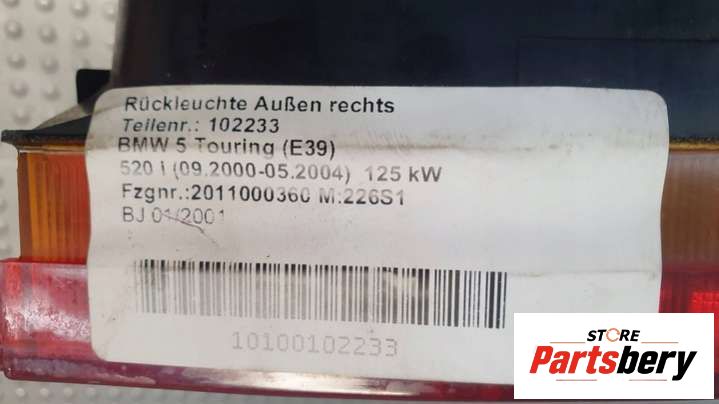 Rückleuchte Außen rechts
Teilenr.: 102233
BMW 5 Touring (E39)
520 i (09.2000-05.2004) 125 kW
Fzgnr.:2011000360 M:226S1
BJ 01/2001
10100102233
STORE
Partsbery